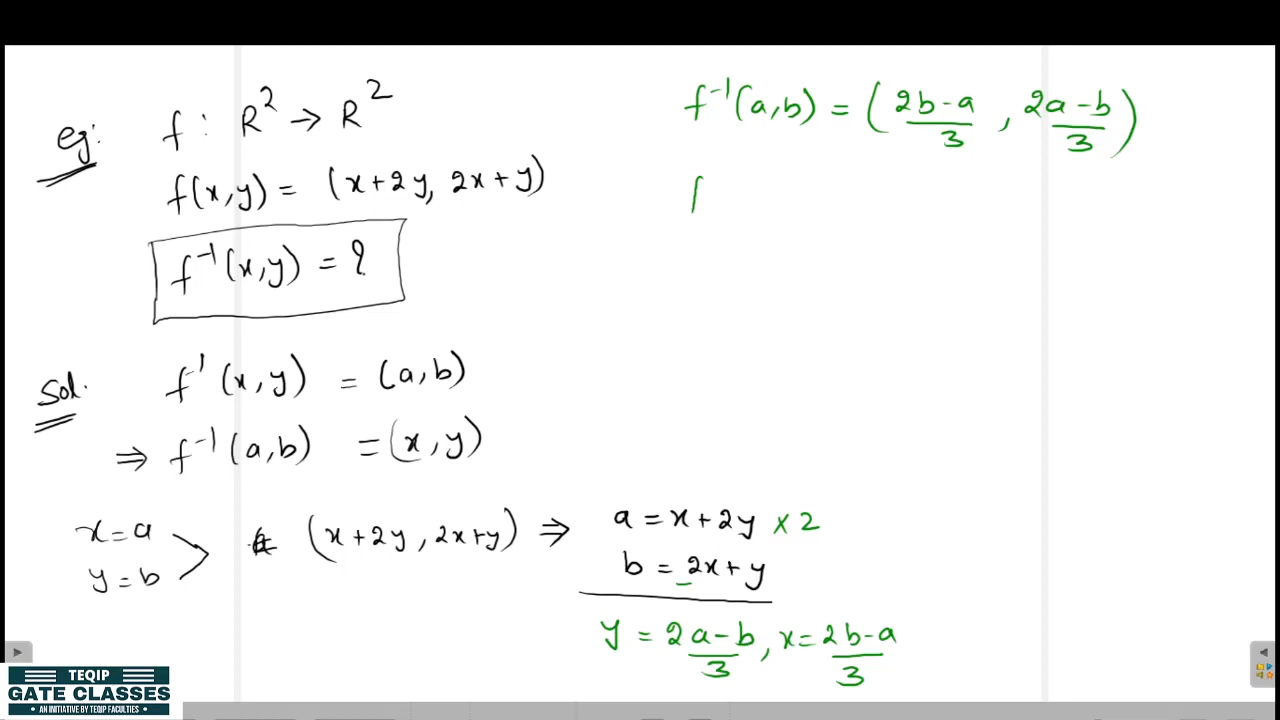 eg: f : R² → R²
f(x,y) = (x+2y, 2x+y)
f⁻¹(x,y) = ?
Sol. f¹(x,y) = (a,b)
⇒ f⁻¹(a,b) = (x,y)
x=a
y=b
(x+2y, 2x+y) ⇒
a = x+2y ×2
b = 2x+y
y = 2a-b/3, x = 2b-a/3
f⁻¹(a,b) = (2b-a/3, 2a-b/3)
TEQIP
GATE CLASSES
• AN INITIATIVE BY TEQIP FACULTIES •